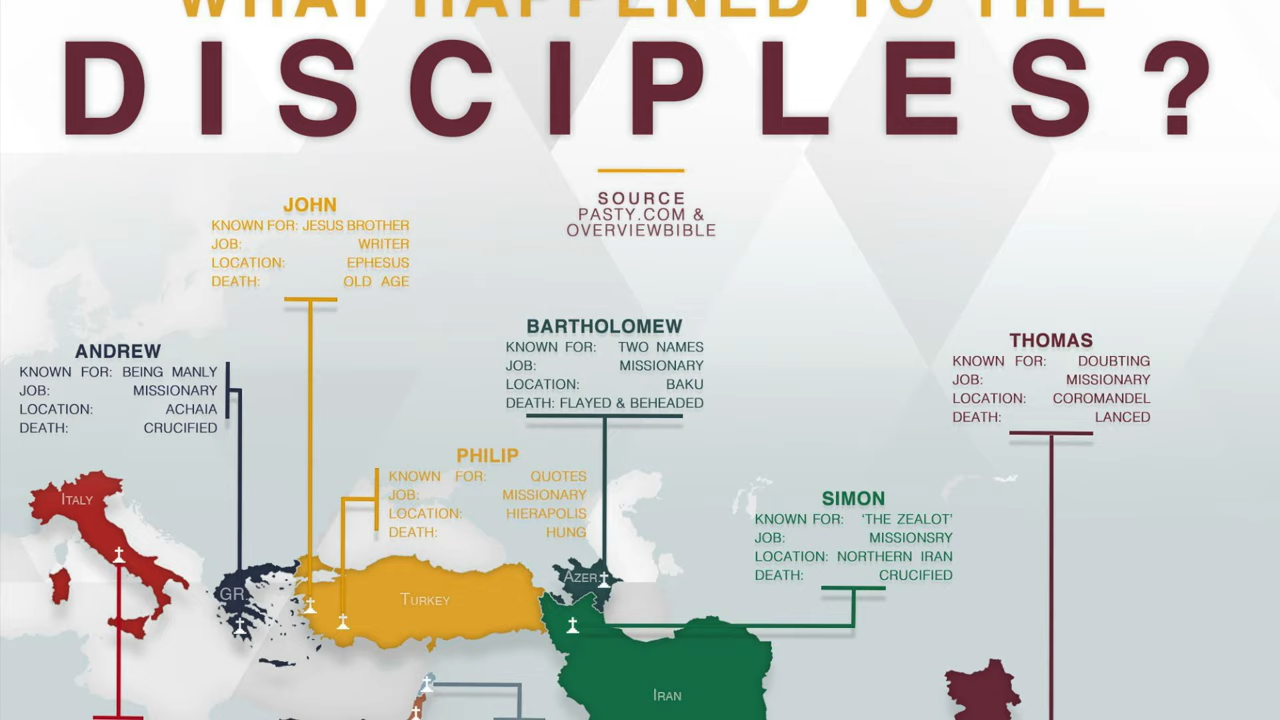 WHAT HAPPENED TO THE
DISCIPLES?
SOURCE
PASTY.COM &
OVERVIEWBIBLE
JOHN
KNOWN FOR: JESUS BROTHER
JOB: WRITER
LOCATION: EPHESUS
DEATH: OLD AGE
BARTHOLOMEW
KNOWN FOR: TWO NAMES
JOB: MISSIONARY
LOCATION: BAKU
DEATH: FLAYED & BEHEADED
THOMAS
KNOWN FOR: DOUBTING
JOB: MISSIONARY
LOCATION: COROMANDEL
DEATH: LANCED
ANDREW
KNOWN FOR: BEING MANLY
JOB: MISSIONARY
LOCATION: ACHAIA
DEATH: CRUCIFIED
PHILIP
KNOWN FOR: QUOTES
JOB: MISSIONARY
LOCATION: HIERAPOLIS
DEATH: HUNG
SIMON
KNOWN FOR: ‘THE ZEALOT’
JOB: MISSIONSRY
LOCATION: NORTHERN IRAN
DEATH: CRUCIFIED
ITALY
GR.
TURKEY
AZER.
IRAN